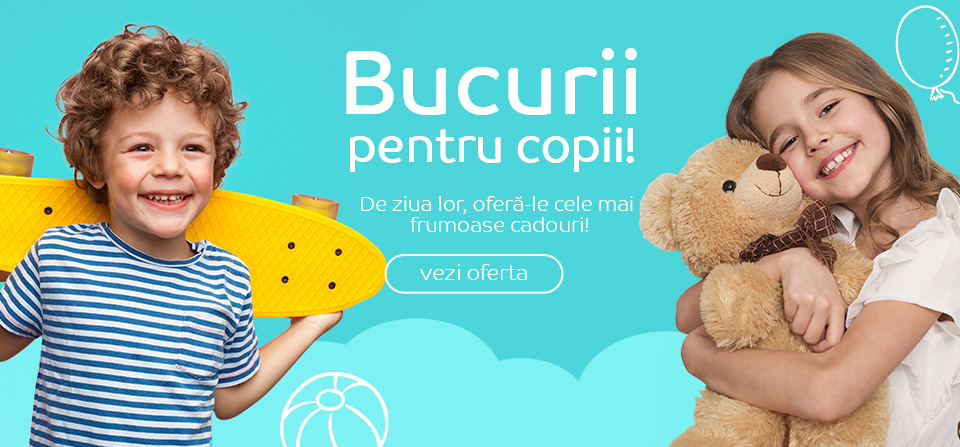 Bucurii
pentru copii!
De ziua lor, oferă-le cele mai
frumoase cadouri!
vezi oferta